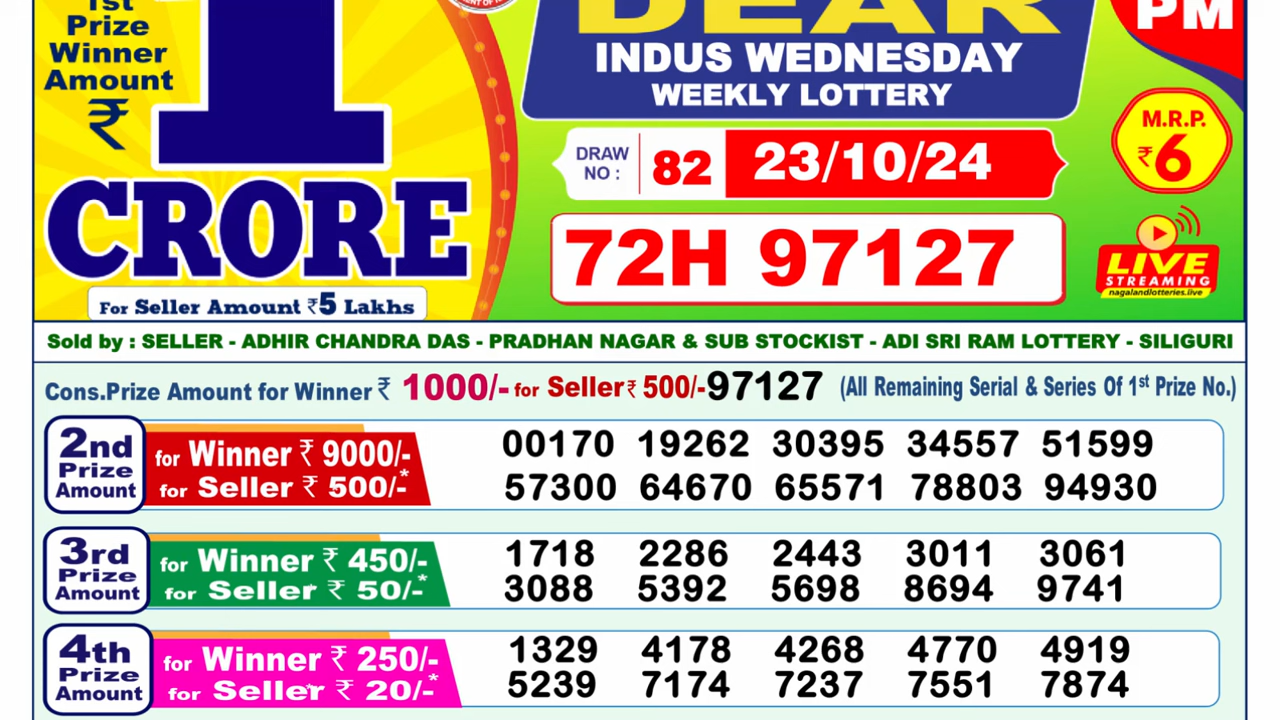 1st
Prize
Winner
Amount
₹
1
CRORE
For Seller Amount ₹5 Lakhs
DEAR
INDUS WEDNESDAY
WEEKLY LOTTERY
PM
DRAW NO : 82 23/10/24
M.R.P.
₹6
72H 97127
LIVE
STREAMING
nagalandlotteries.live
Sold by : SELLER - ADHIR CHANDRA DAS - PRADHAN NAGAR & SUB STOCKIST - ADI SRI RAM LOTTERY - SILIGURI
Cons.Prize Amount for Winner ₹ 1000/- for Seller ₹ 500/- 97127 (All Remaining Serial & Series Of 1st Prize No.)
2nd
Prize
Amount
for Winner ₹ 9000/-
for Seller ₹ 500/-*
00170 19262 30395 34557 51599
57300 64670 65571 78803 94930
3rd
Prize
Amount
for Winner ₹ 450/-
for Seller ₹ 50/-*
1718 2286 2443 3011 3061
3088 5392 5698 8694 9741
4th
Prize
Amount
for Winner ₹ 250/-
for Seller ₹ 20/-*
1329 4178 4268 4770 4919
5239 7174 7237 7551 7874